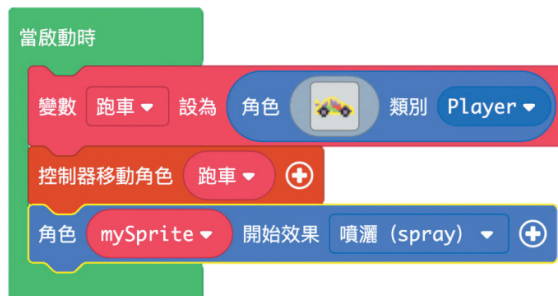 當啟動時
變數 跑車 設為 角色 類別 Player
控制器移動角色 跑車
角色 mySprite 開始效果 噴灑 (spray)